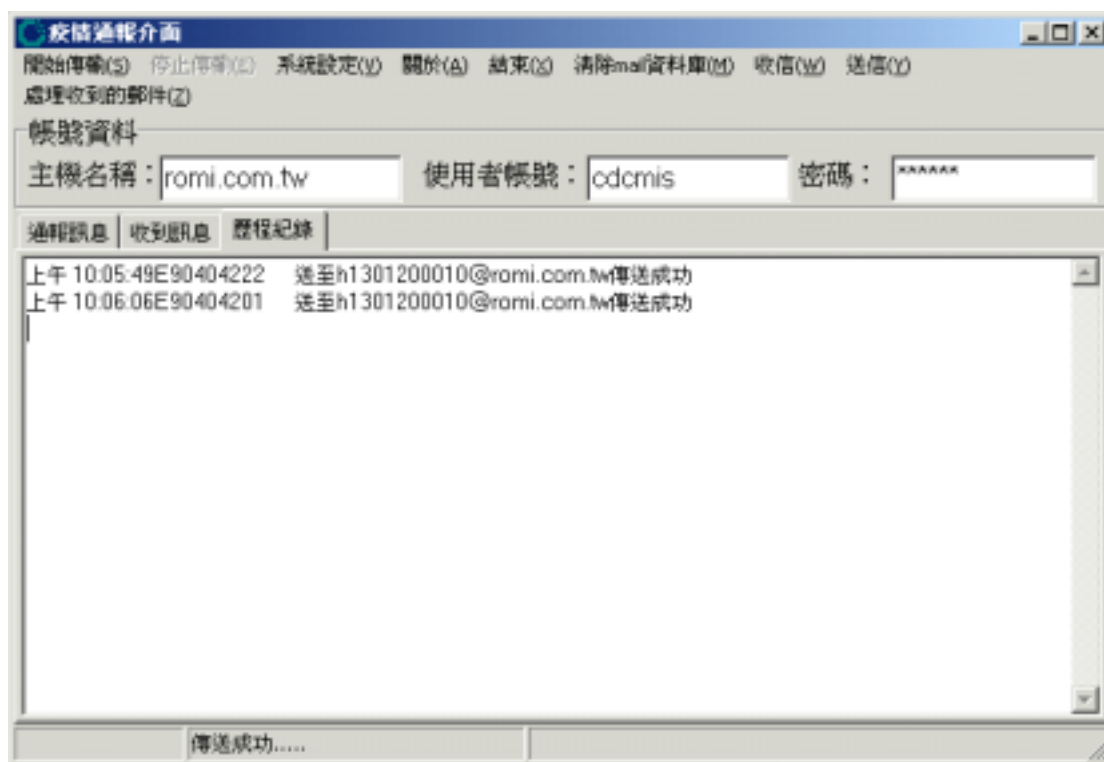 疫情通報介面
開始傳輸(S) 停止傳輸(E) 系統設定(V) 關於(A) 結束(X) 清除mail資料庫(M) 收信(W) 送信(Y)
處理收到的郵件(Z)
帳號資料
主機名稱：romi.com.tw 使用者帳號：cdcmis 密碼：******
通報訊息 收到訊息 歷程紀錄
上午 10:05:49E90404222 送至h1301200010@romi.com.tw傳送成功
上午 10:06:06E90404201 送至h1301200010@romi.com.tw傳送成功
傳送成功.....